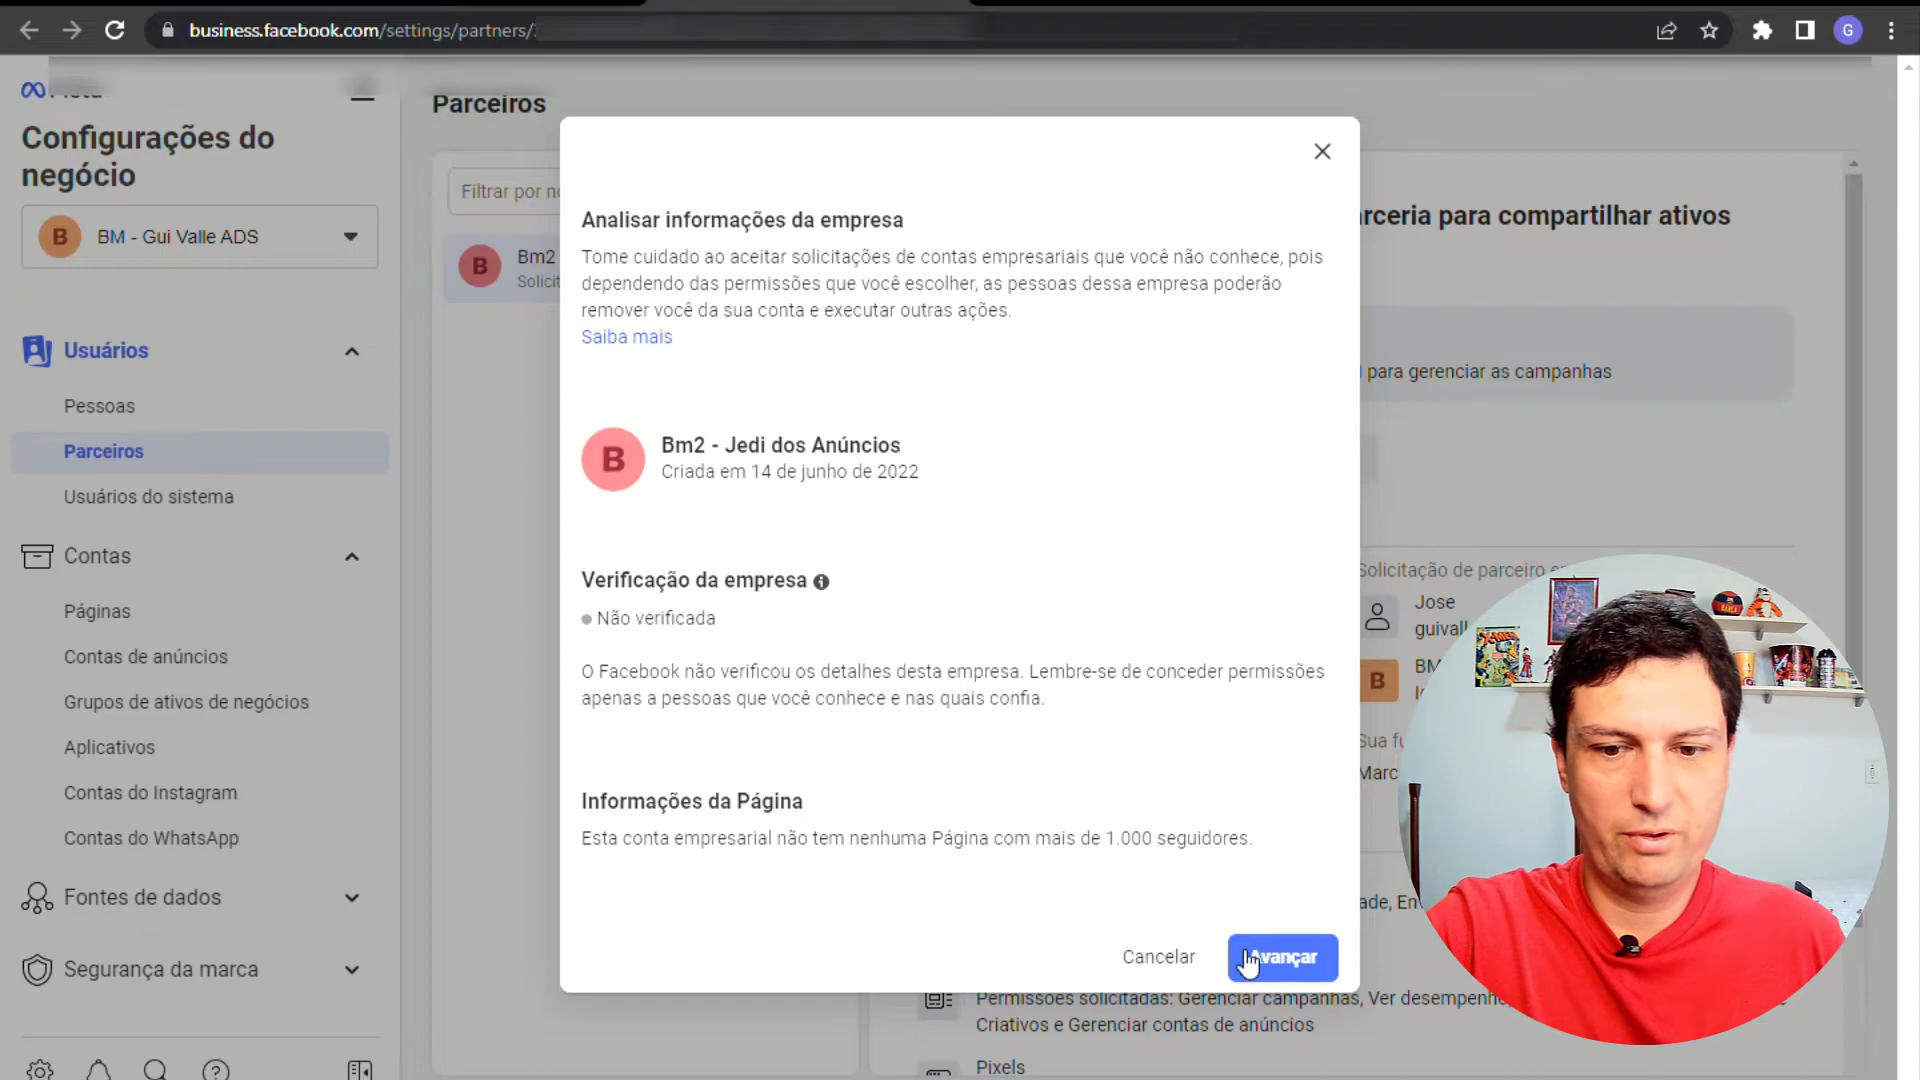 business.facebook.com/settings/partners/
G
Configurações do
negócio
B
BM - Gui Valle ADS
Usuários
Pessoas
Parceiros
Usuários do sistema
Contas
Páginas
Contas de anúncios
Grupos de ativos de negócios
Aplicativos
Contas do Instagram
Contas do WhatsApp
Fontes de dados
Segurança da marca
Parceiros
Filtrar por
B
Bm2
Analisar informações da empresa
Tome cuidado ao aceitar solicitações de contas empresariais que você não conhece, pois
dependendo das permissões que você escolher, as pessoas dessa empresa poderão
remover você da sua conta e executar outras ações.
Saiba mais
B
Bm2 - Jedi dos Anúncios
Criada em 14 de junho de 2022
Verificação da empresa
Não verificada
O Facebook não verificou os detalhes desta empresa. Lembre-se de conceder permissões
apenas a pessoas que você conhece e nas quais confia.
Informações da Página
Esta conta empresarial não tem nenhuma Página com mais de 1.000 seguidores.
Cancelar
Avançar
para compartilhar ativos
para gerenciar as campanhas
Solicitação de parceiro
Jose
B
BM
Permissões solicitadas: Gerenciar campanhas, Ver desempenho,
Criativos e Gerenciar contas de anúncios
Pixels
X-MEN